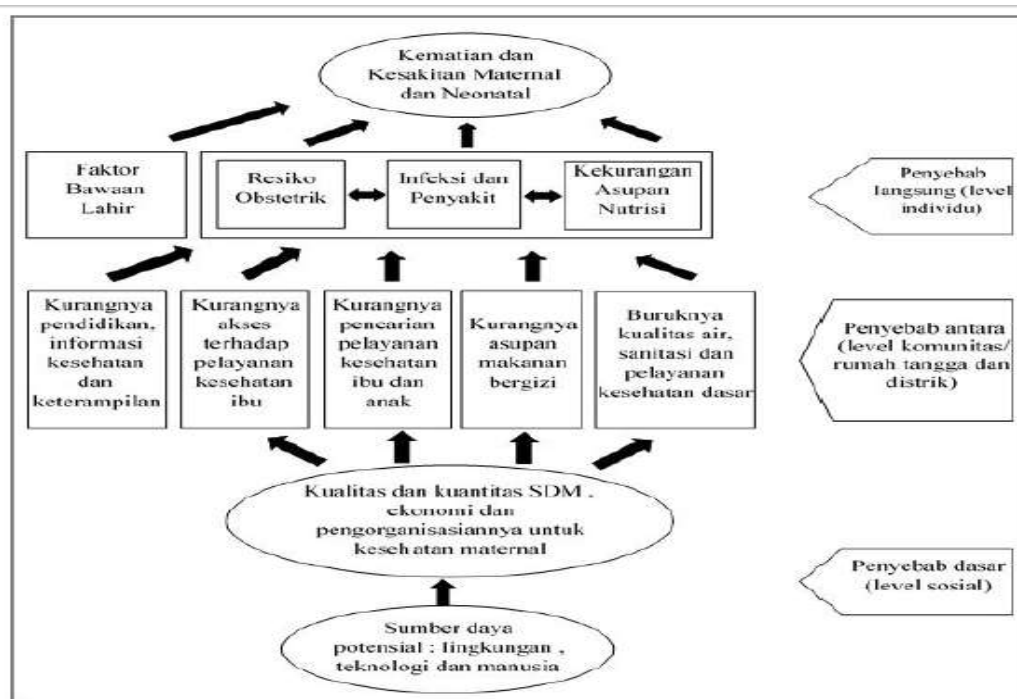 Kematian dan
Kesakitan Maternal
dan Neonatal
Faktor
Bawaan
Lahir
Resiko
Obstetrik
Infeksi dan
Penyakit
Kekurangan
Asupan
Nutrisi
Penyebab
langsung (level
individu)
Kurangnya
pendidikan,
informasi
kesehatan
dan
keterampilan
Kurangnya
akses
terhadap
pelayanan
kesehatan
ibu
Kurangnya
pencarian
pelayanan
kesehatan
ibu dan
anak
Kurangnya
asupan
makanan
bergizi
Buruknya
kualitas air,
sanitasi dan
pelayanan
kesehatan dasar
Penyebab antara
(level komunitas/
rumah tangga dan
distrik)
Kualitas dan kuantitas SDM ,
ekonomi dan
pengorganisasiannya untuk
kesehatan maternal
Penyebab dasar
(level sosial)
Sumber daya
potensial : lingkungan ,
teknologi dan manusia